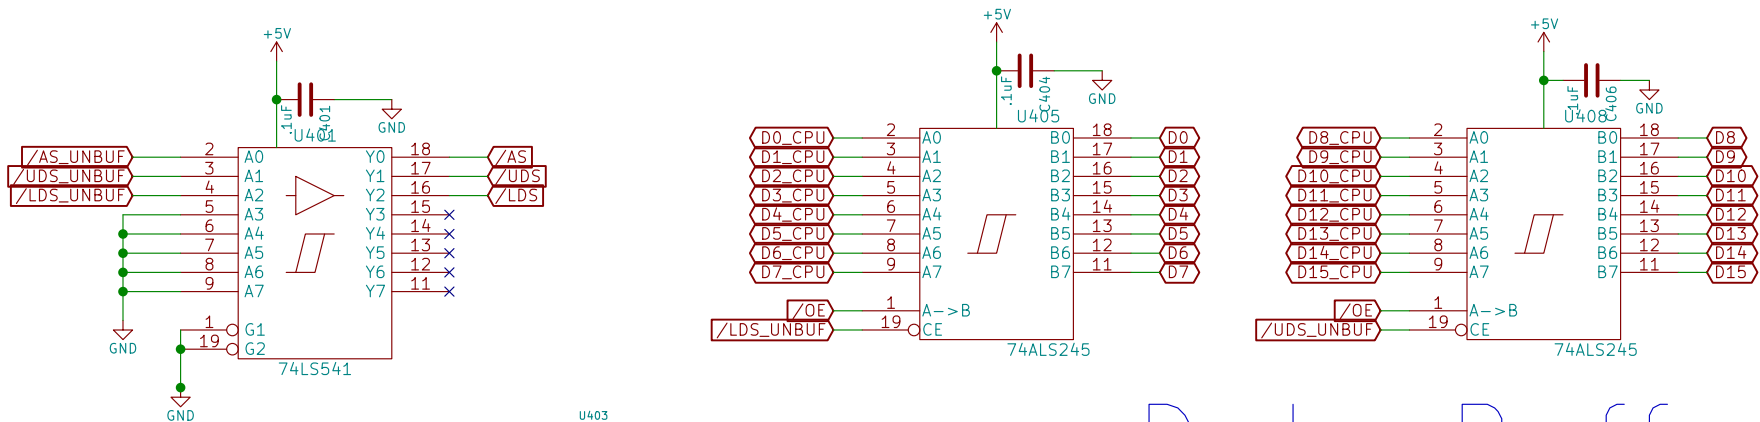 +5V
.1uF
C401
GND
U401
/AS_UNBUF 2 A0 Y0 18 /AS
/UDS_UNBUF 3 A1 Y1 17 /UDS
/LDS_UNBUF 4 A2 Y2 16 /LDS
5 A3 Y3 15
6 A4 Y4 14
7 A5 Y5 13
8 A6 Y6 12
9 A7 Y7 11
1 G1
19 G2
GND
74LS541
GND
U403
+5V
.1uF
C404
GND
U405
D0_CPU 2 A0 B0 18 D0
D1_CPU 3 A1 B1 17 D1
D2_CPU 4 A2 B2 16 D2
D3_CPU 5 A3 B3 15 D3
D4_CPU 6 A4 B4 14 D4
D5_CPU 7 A5 B5 13 D5
D6_CPU 8 A6 B6 12 D6
D7_CPU 9 A7 B7 11 D7
/OE 1 A->B
/LDS_UNBUF 19 CE
74ALS245
+5V
.1uF
C406
GND
U408
D8_CPU 2 A0 B0 18 D8
D9_CPU 3 A1 B1 17 D9
D10_CPU 4 A2 B2 16 D10
D11_CPU 5 A3 B3 15 D11
D12_CPU 6 A4 B4 14 D12
D13_CPU 7 A5 B5 13 D13
D14_CPU 8 A6 B6 12 D14
D15_CPU 9 A7 B7 11 D15
/OE 1 A->B
/UDS_UNBUF 19 CE
74ALS245